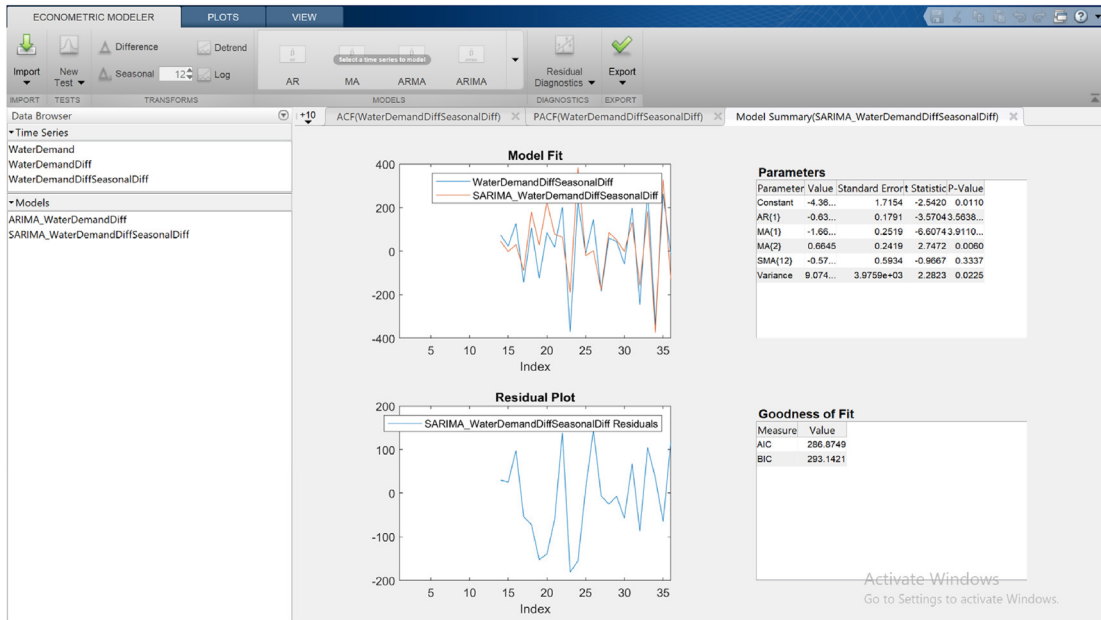 ECONOMETRIC MODELER PLOTS VIEW
Import
New Test
Difference
Detrend
Seasonal 12 Log
Select a time series to model
AR MA ARMA ARIMA
Residual Diagnostics
Export
IMPORT TESTS TRANSFORMS MODELS DIAGNOSTICS EXPORT
Data Browser
Time Series
WaterDemand
WaterDemandDiff
WaterDemandDiffSeasonalDiff
Models
ARIMA_WaterDemandDiff
SARIMA_WaterDemandDiffSeasonalDiff
+10 ACF(WaterDemandDiffSeasonalDiff) PACF(WaterDemandDiffSeasonalDiff) Model Summary(SARIMA_WaterDemandDiffSeasonalDiff)
Model Fit
WaterDemandDiffSeasonalDiff
SARIMA_WaterDemandDiffSeasonalDiff
400
200
0
-200
-400
5 10 15 20 25 30 35
Index
Residual Plot
SARIMA_WaterDemandDiffSeasonalDiff Residuals
200
100
0
-100
-200
5 10 15 20 25 30 35
Index
Parameters
Parameter Value Standard Error t Statistic P-Value
Constant -4.36... 1.7154 -2.5420 0.0110
AR{1} -0.63... 0.1791 -3.5704 3.5638...
MA{1} -1.66... 0.2519 -6.6074 3.9110...
MA{2} 0.6645 0.2419 2.7472 0.0060
SMA{12} -0.57... 0.5934 -0.9667 0.3337
Variance 9.074... 3.9759e+03 2.2823 0.0225
Goodness of Fit
Measure Value
AIC 286.8749
BIC 293.1421
Activate Windows
Go to Settings to activate Windows.